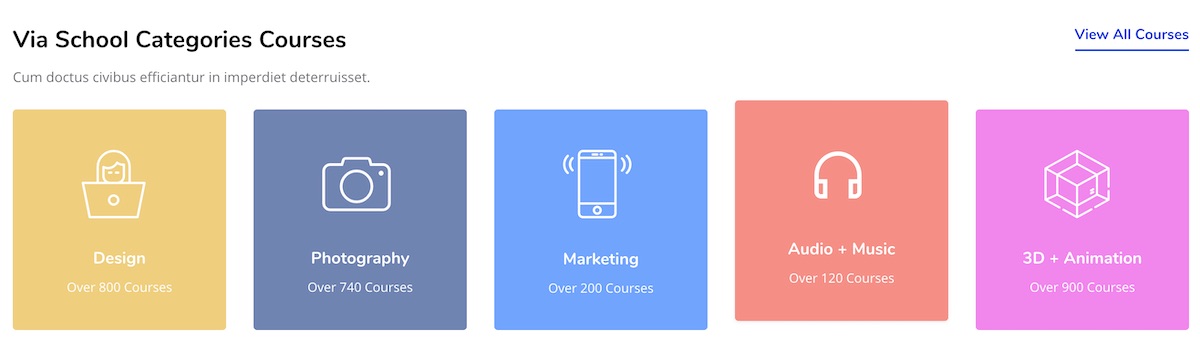 Via School Categories Courses
View All Courses
Cum doctus civibus efficiantur in imperdiet deterruisset.
Design
Over 800 Courses
Photography
Over 740 Courses
Marketing
Over 200 Courses
Audio + Music
Over 120 Courses
3D + Animation
Over 900 Courses